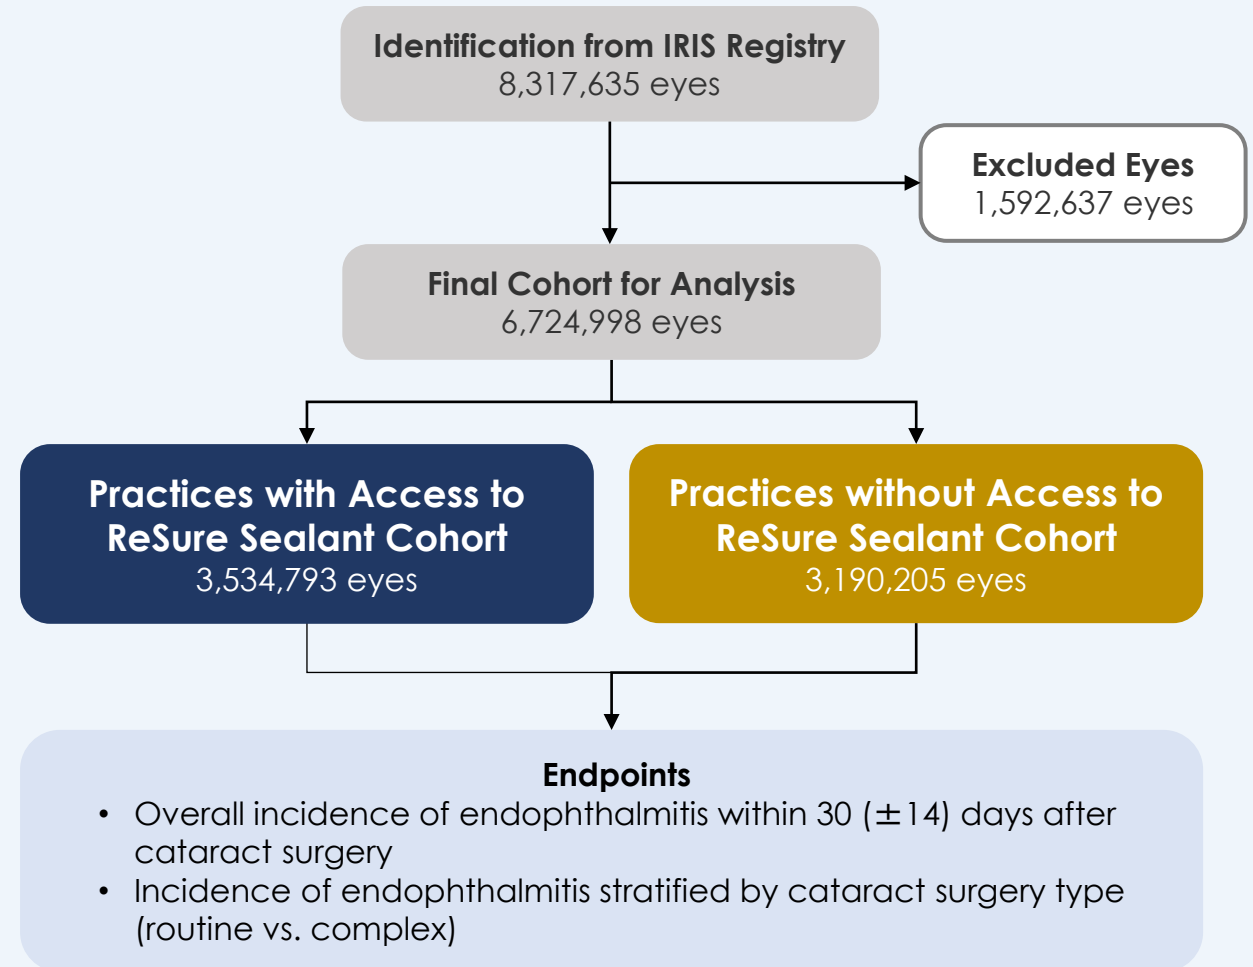 Identification from IRIS Registry
8,317,635 eyes
Excluded Eyes
1,592,637 eyes
Final Cohort for Analysis
6,724,998 eyes
Practices with Access to
ReSure Sealant Cohort
3,534,793 eyes
Practices without Access to
ReSure Sealant Cohort
3,190,205 eyes
Endpoints
• Overall incidence of endophthalmitis within 30 (±14) days after
cataract surgery
• Incidence of endophthalmitis stratified by cataract surgery type
(routine vs. complex)